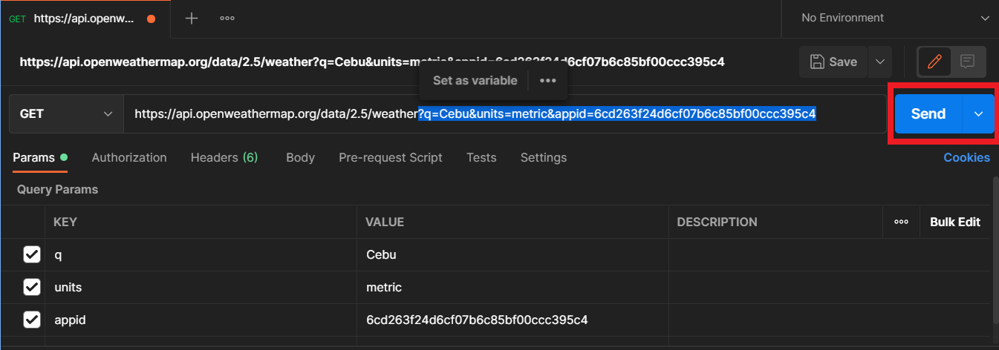 GET https://api.openw... No Environment
https://api.openweathermap.org/data/2.5/weather?q=Cebu&units=metric&appid=6cd263f24d6cf07b6c85bf00ccc395c4 Save
Set as variable
GET https://api.openweathermap.org/data/2.5/weather?q=Cebu&units=metric&appid=6cd263f24d6cf07b6c85bf00ccc395c4 Send
Params Authorization Headers (6) Body Pre-request Script Tests Settings Cookies
Query Params
KEY VALUE DESCRIPTION Bulk Edit
q Cebu
units metric
appid 6cd263f24d6cf07b6c85bf00ccc395c4